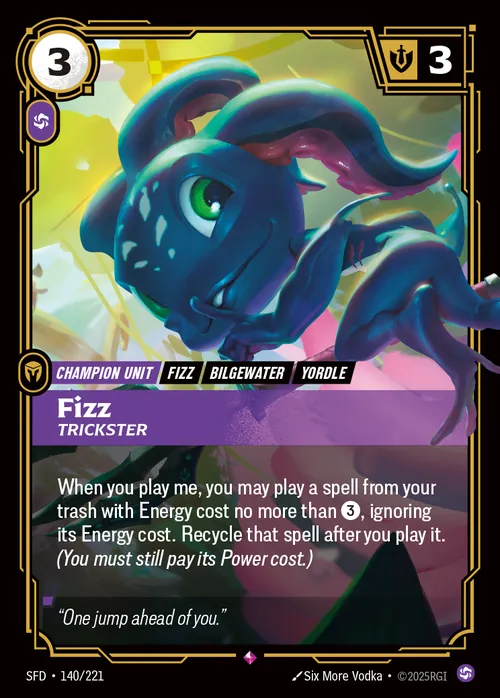 3
3
CHAMPION UNIT FIZZ BILGEWATER YORDLE
Fizz
TRICKSTER
When you play me, you may play a spell from your
trash with Energy cost no more than 3, ignoring
its Energy cost. Recycle that spell after you play it.
(You must still pay its Power cost.)
“One jump ahead of you.”
SFD • 140/221
Six More Vodka • ©2025RGI